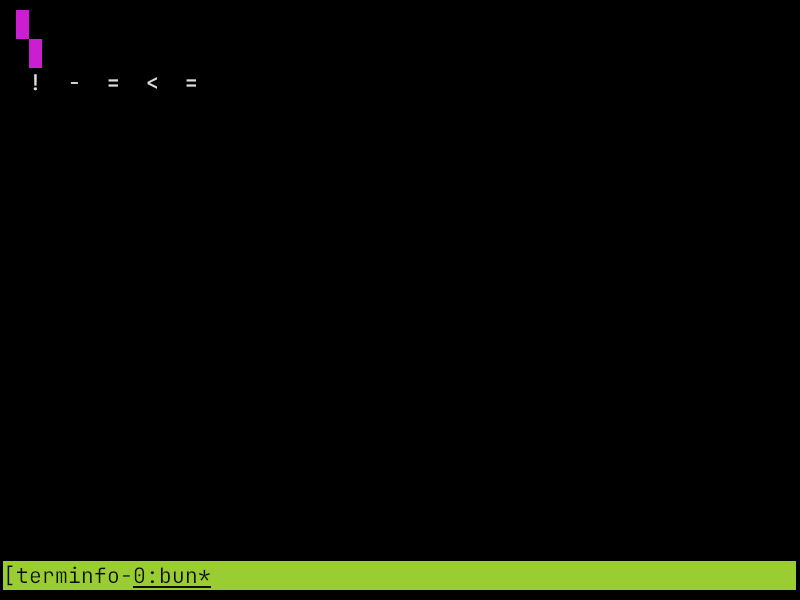 ! - = < =
[terminfo-0:bun*